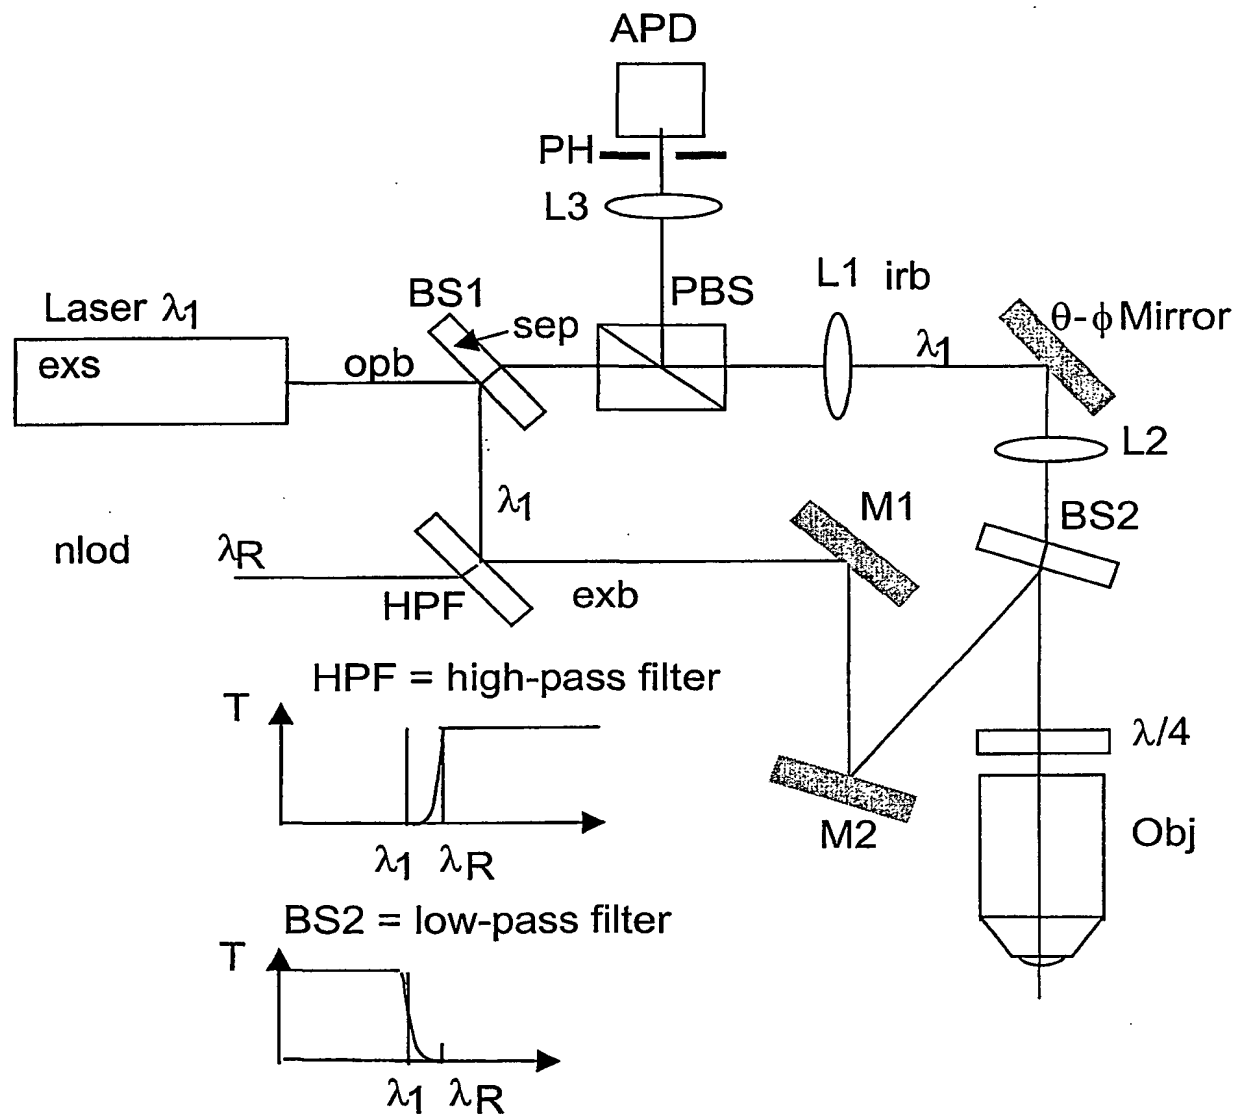 APD
PH
L3
BS1
PBS
L1 irb
Laser λ1
sep
θ-ϕ Mirror
exs
opb
λ1
L2
λ1
M1
BS2
nlod
λR
HPF
exb
HPF = high-pass filter
T
λ/4
M2
Obj
λ1 λR
BS2 = low-pass filter
T
λ1 λR